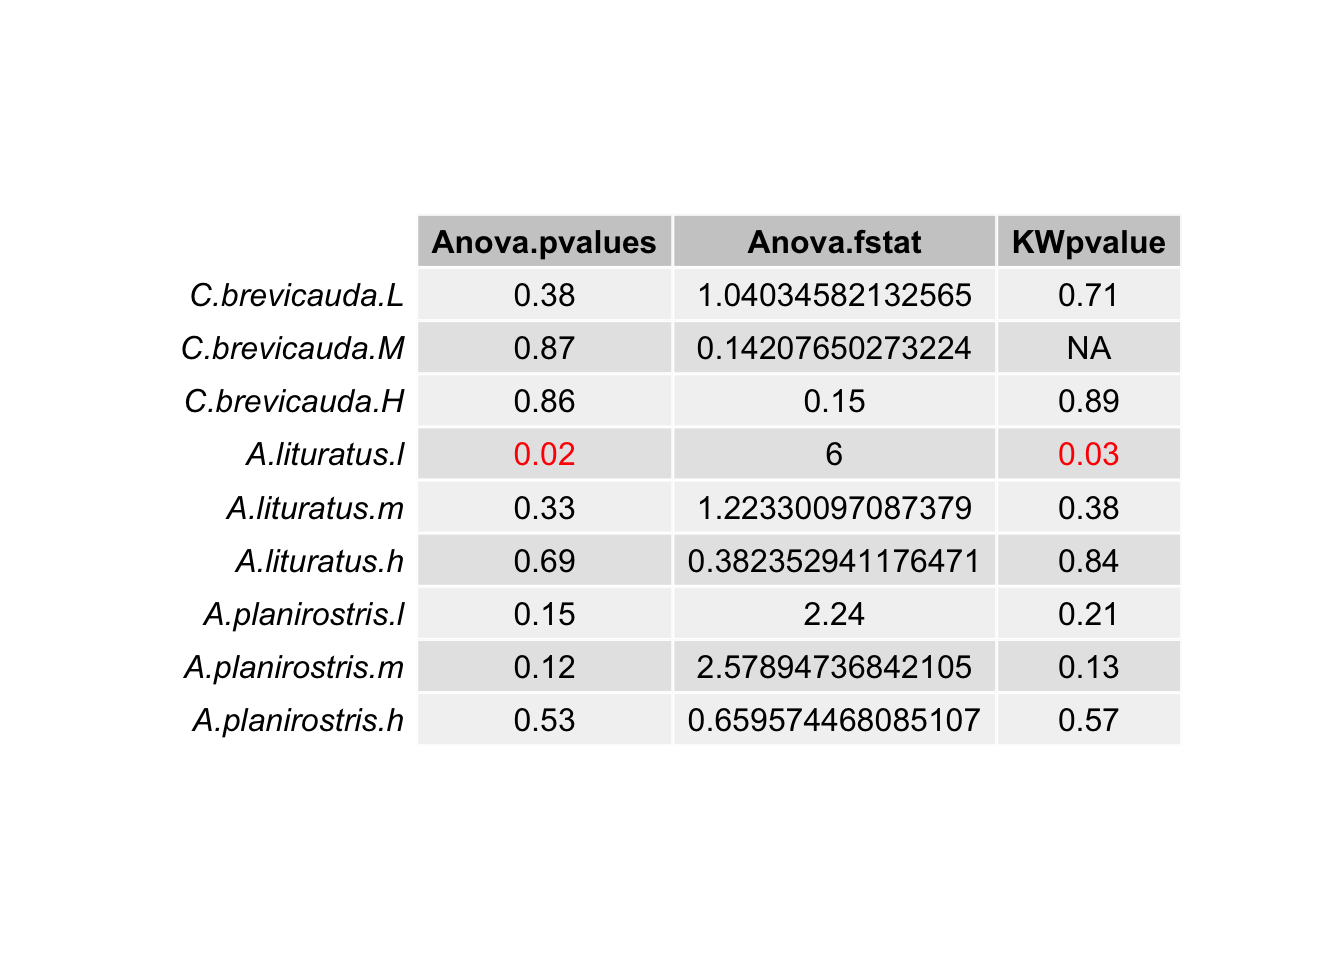 Anova.pvalues Anova.fstat KWpvalue
C.brevicauda.L 0.38 1.04034582132565 0.71
C.brevicauda.M 0.87 0.14207650273224 NA
C.brevicauda.H 0.86 0.15 0.89
A.lituratus.l 0.02 6 0.03
A.lituratus.m 0.33 1.22330097087379 0.38
A.lituratus.h 0.69 0.382352941176471 0.84
A.planirostris.l 0.15 2.24 0.21
A.planirostris.m 0.12 2.57894736842105 0.13
A.planirostris.h 0.53 0.659574468085107 0.57